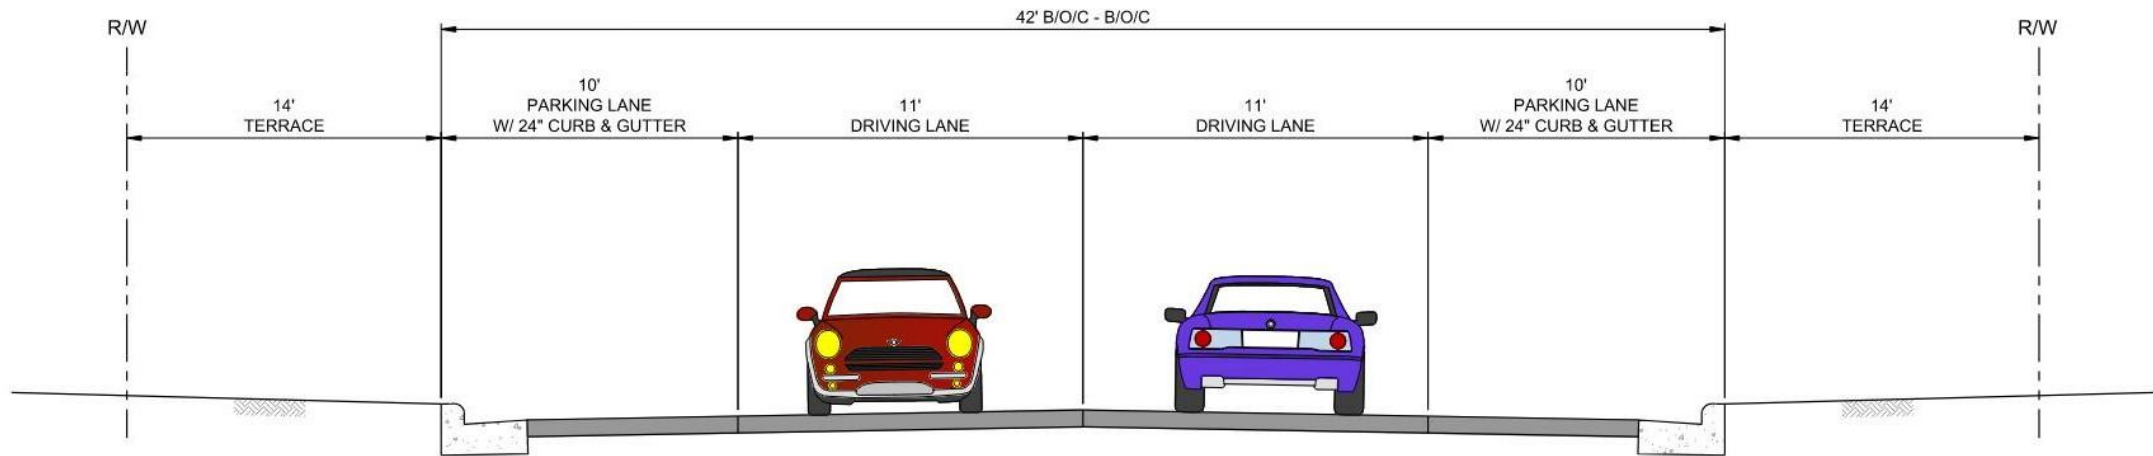 42' B/O/C - B/O/C
R/W
R/W
10'
PARKING LANE
W/ 24" CURB & GUTTER
10'
PARKING LANE
W/ 24" CURB & GUTTER
14'
TERRACE
11'
DRIVING LANE
11'
DRIVING LANE
14'
TERRACE